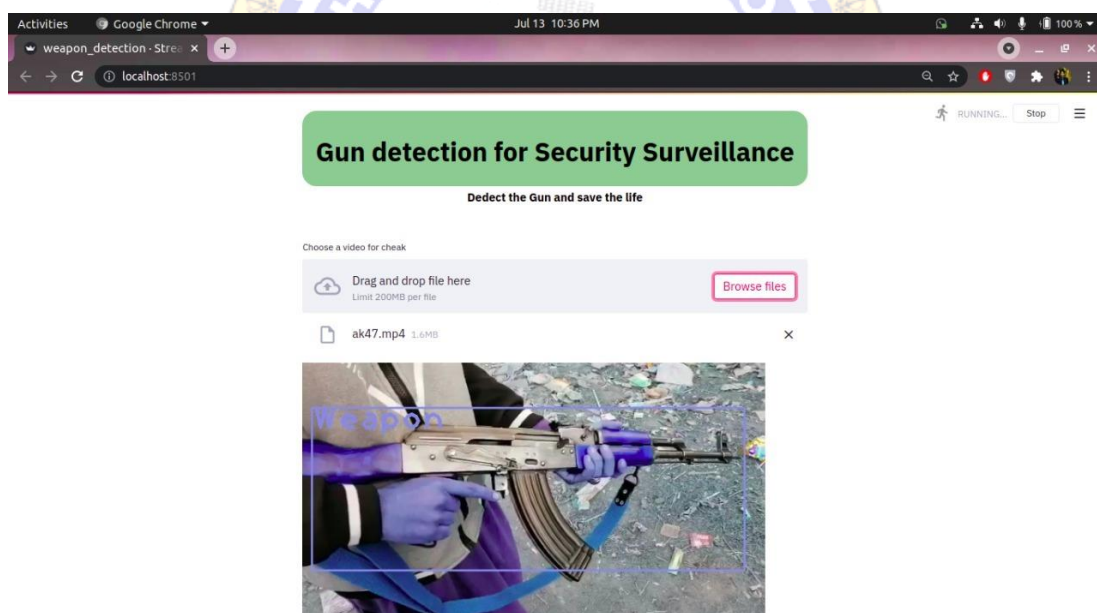 Activities Google Chrome Jul 13 10:36 PM 100 %
weapon_detection · Strea
localhost:8501
RUNNING... Stop
Gun detection for Security Surveillance
Dedect the Gun and save the life
Choose a video for cheak
Drag and drop file here
Limit 200MB per file
Browse files
ak47.mp4 1.6MB
Weapon